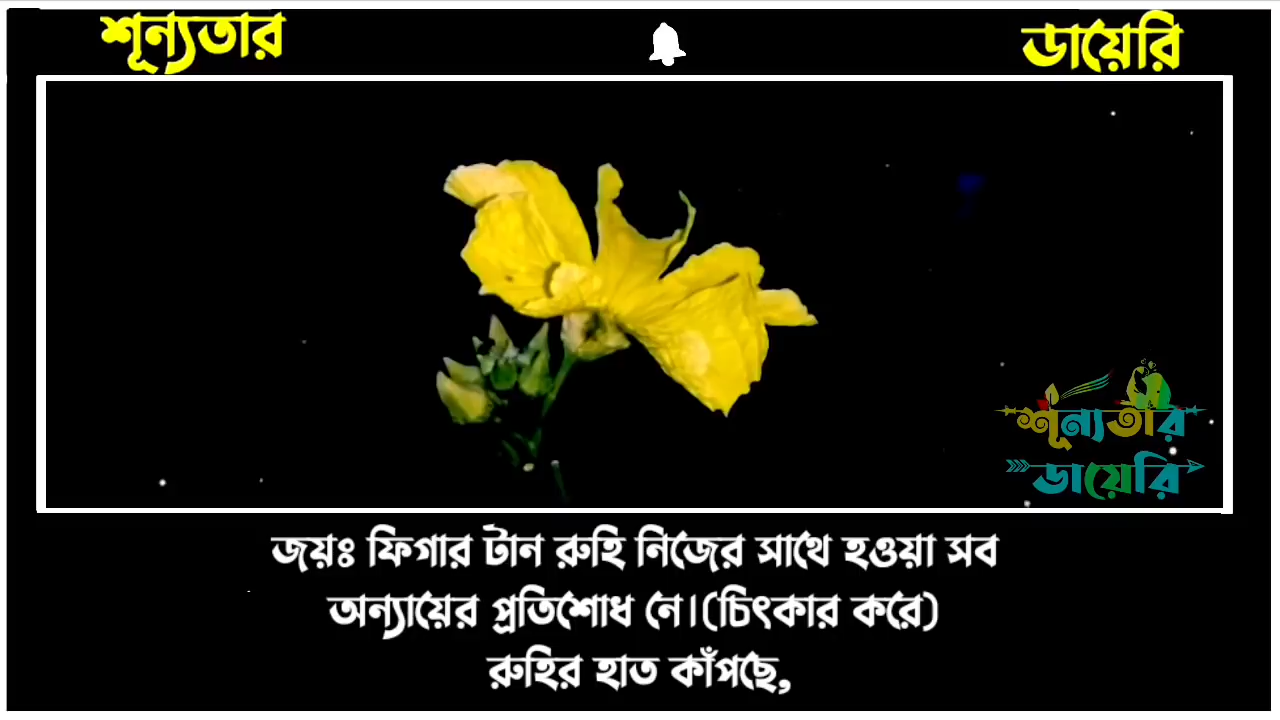 শূন্যতার
ডায়েরি
শূন্যতার
ডায়েরি
জয়ঃ ফিগার টান রুহি নিজের সাথে হওয়া সব
অন্যায়ের প্রতিশোধ নে।(চিৎকার করে)
রুহির হাত কাঁপছে,